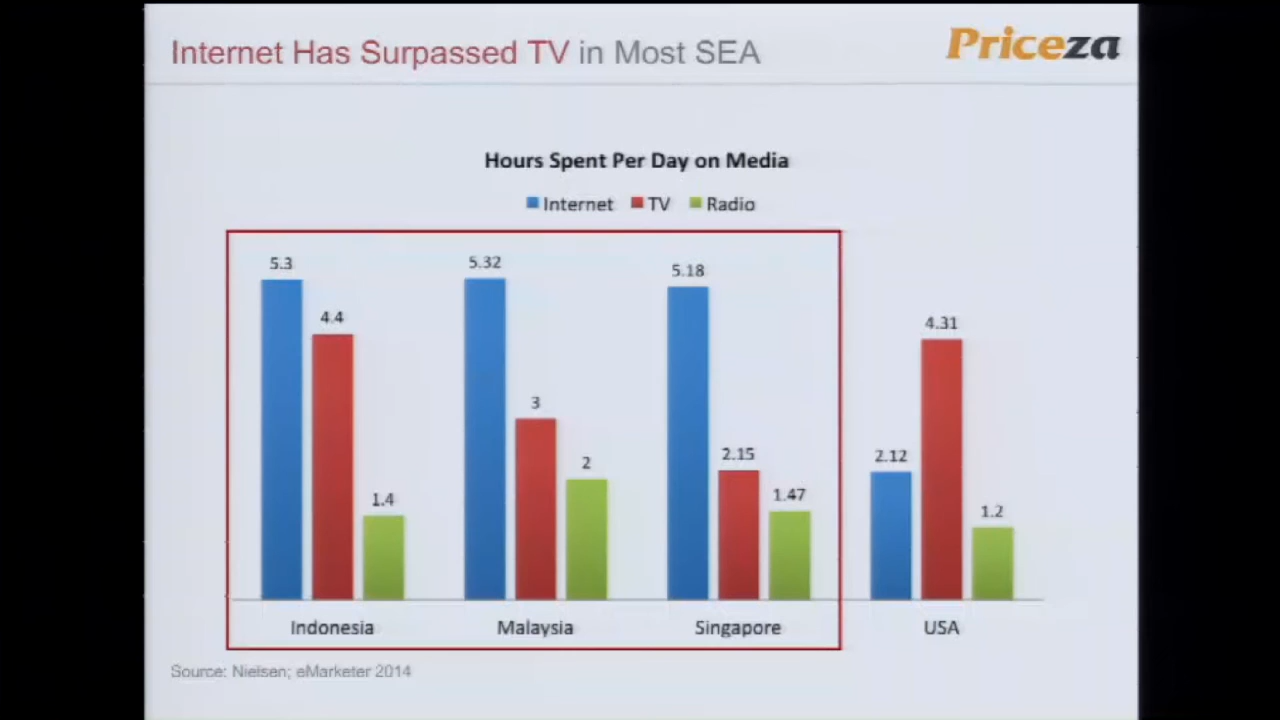 Internet Has Surpassed TV in Most SEA
Priceza
Hours Spent Per Day on Media
Internet TV Radio
5.3
4.4
1.4
5.32
3
2
5.18
2.15
1.47
2.12
4.31
1.2
Indonesia
Malaysia
Singapore
USA
Source: Nielsen; eMarketer 2014